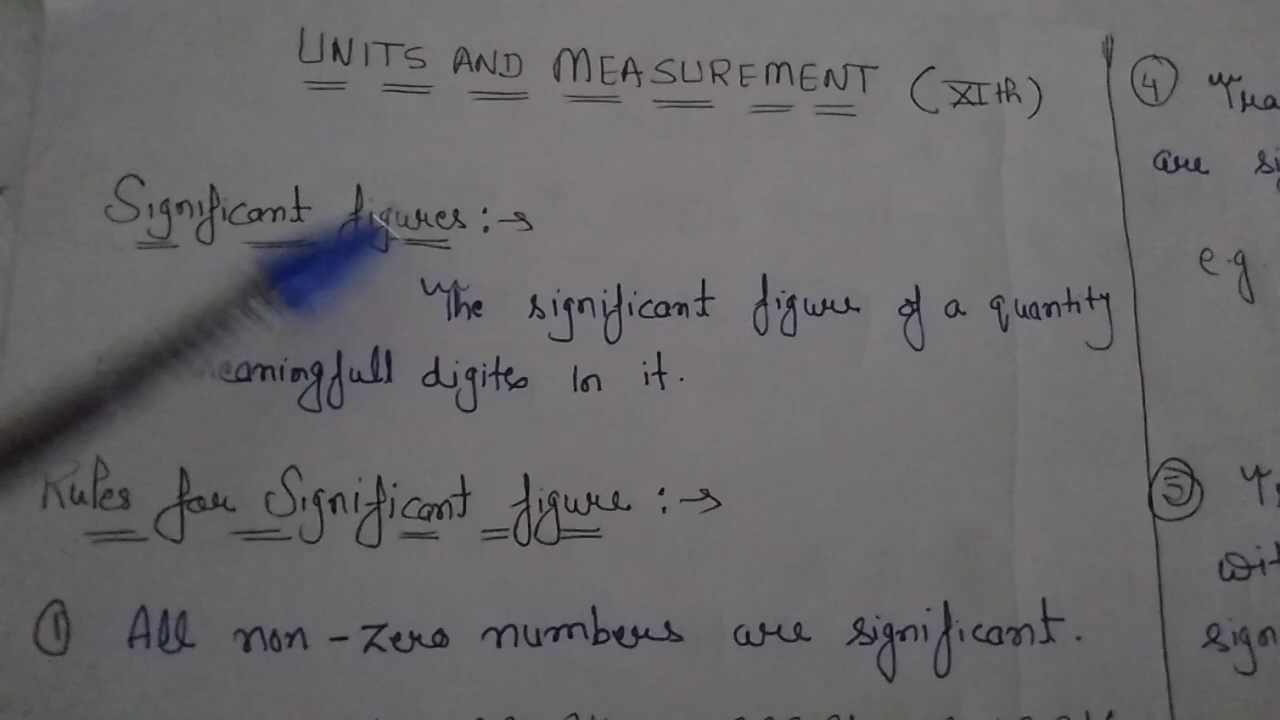 UNITS AND MEASUREMENT (XIth)
Significant figures :→
The significant figure of a quantity
meaningfull digits in it.
Rules for Significant figure :→
① All non-zero numbers are significant.
④
are
e.g
⑤